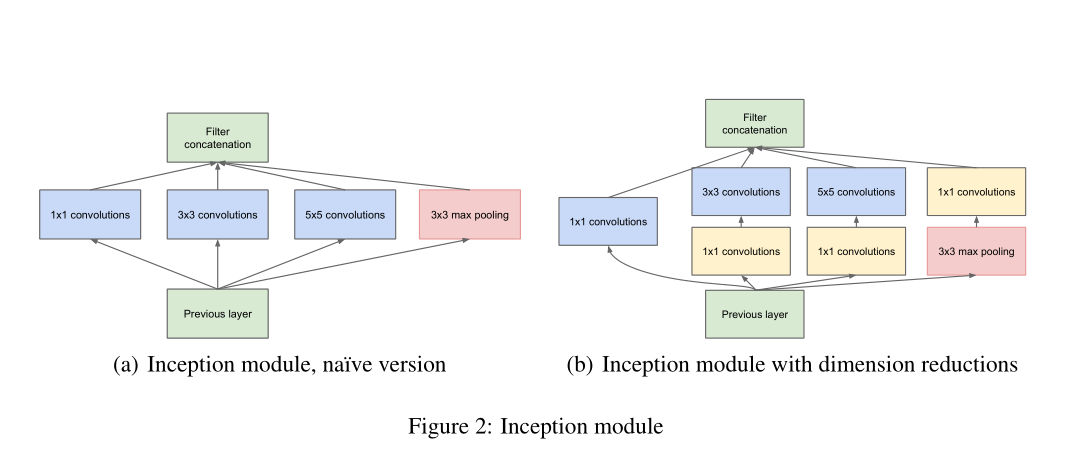 Filter
concatenation
1x1 convolutions
3x3 convolutions
5x5 convolutions
3x3 max pooling
Previous layer
(a) Inception module, naïve version
Filter
concatenation
3x3 convolutions
5x5 convolutions
1x1 convolutions
1x1 convolutions
1x1 convolutions
1x1 convolutions
3x3 max pooling
Previous layer
(b) Inception module with dimension reductions
Figure 2: Inception module